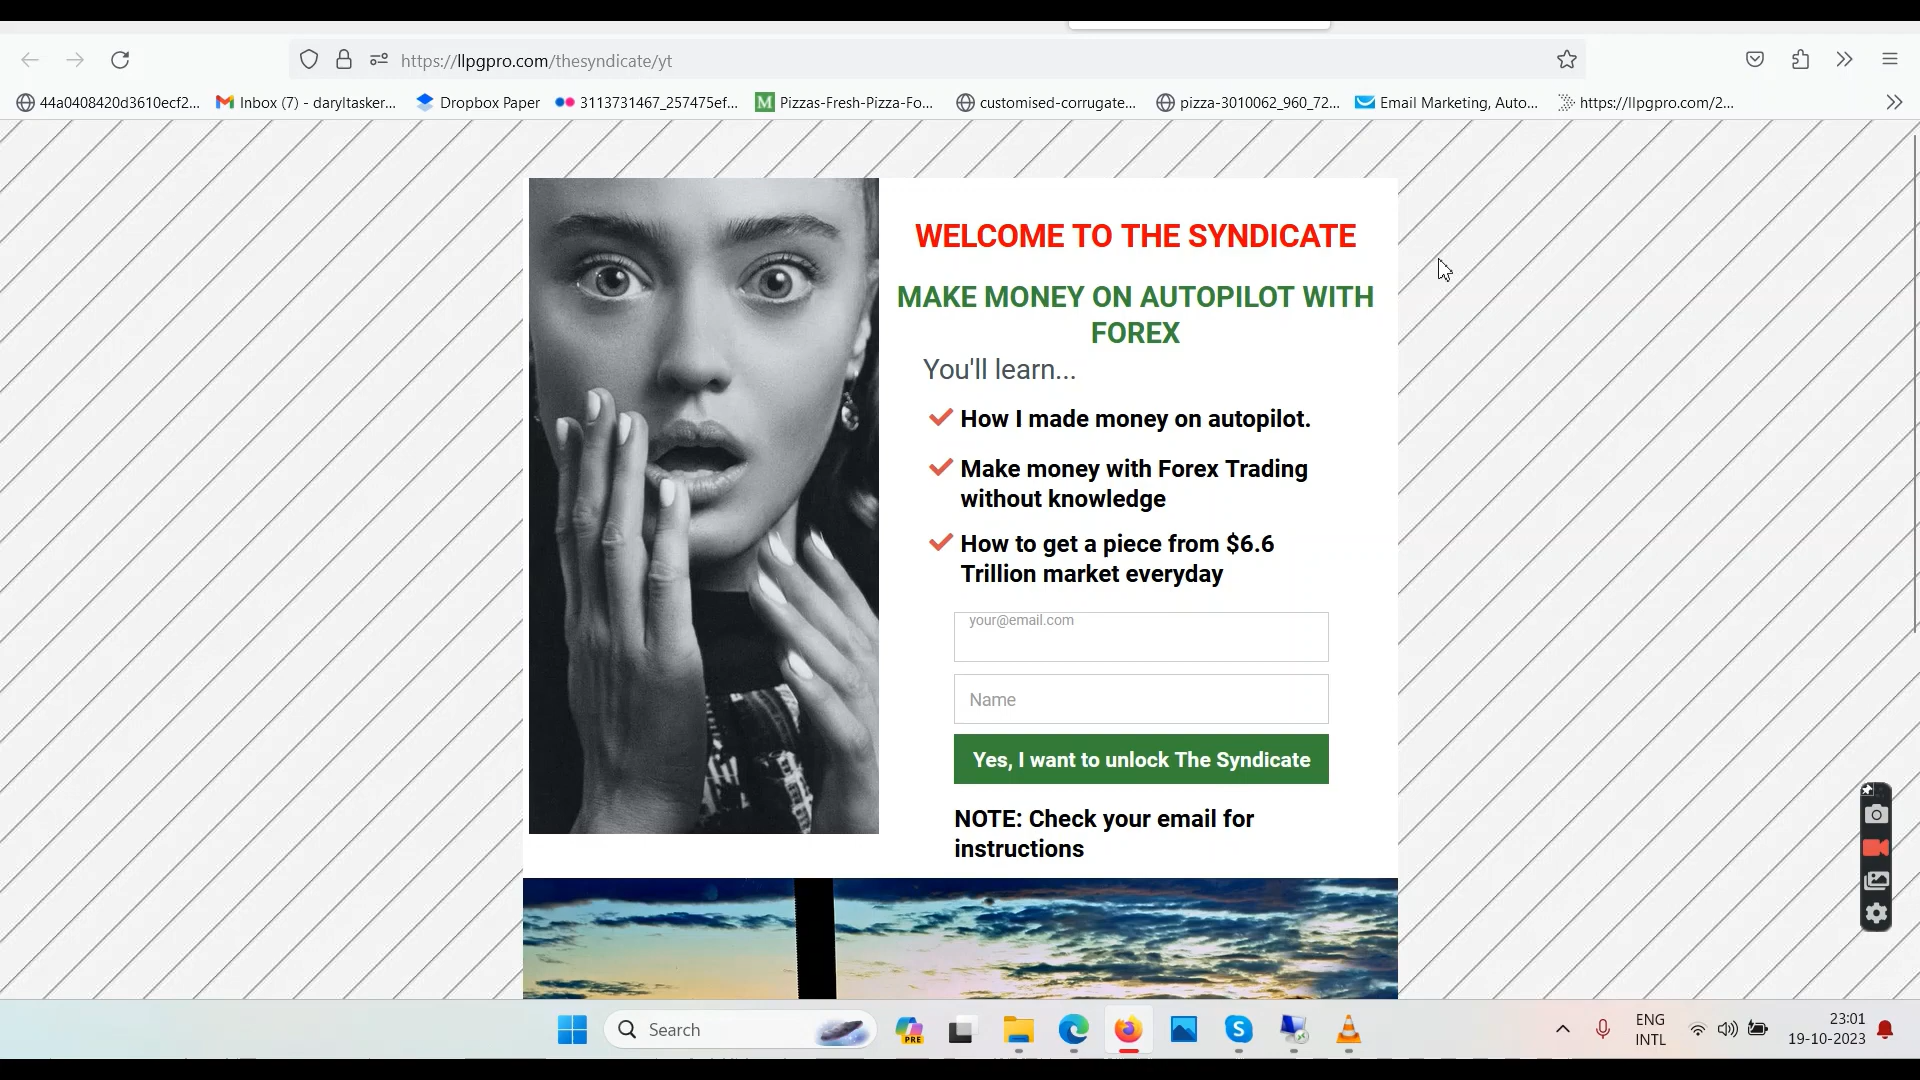 https://llpgpro.com/thesyndicate/yt
44a0408420d3610ecf2... Inbox (7) - daryltasker... Dropbox Paper 3113731467_257475ef... Pizzas-Fresh-Pizza-Fo... customised-corrugate... pizza-3010062_960_72... Email Marketing, Auto... https://llpgpro.com/2...
WELCOME TO THE SYNDICATE
MAKE MONEY ON AUTOPILOT WITH
FOREX
You'll learn...
How I made money on autopilot.
Make money with Forex Trading
without knowledge
How to get a piece from $6.6
Trillion market everyday
your@email.com
Name
Yes, I want to unlock The Syndicate
NOTE: Check your email for
instructions
Search
PRE
ENG
INTL
23:01
19-10-2023